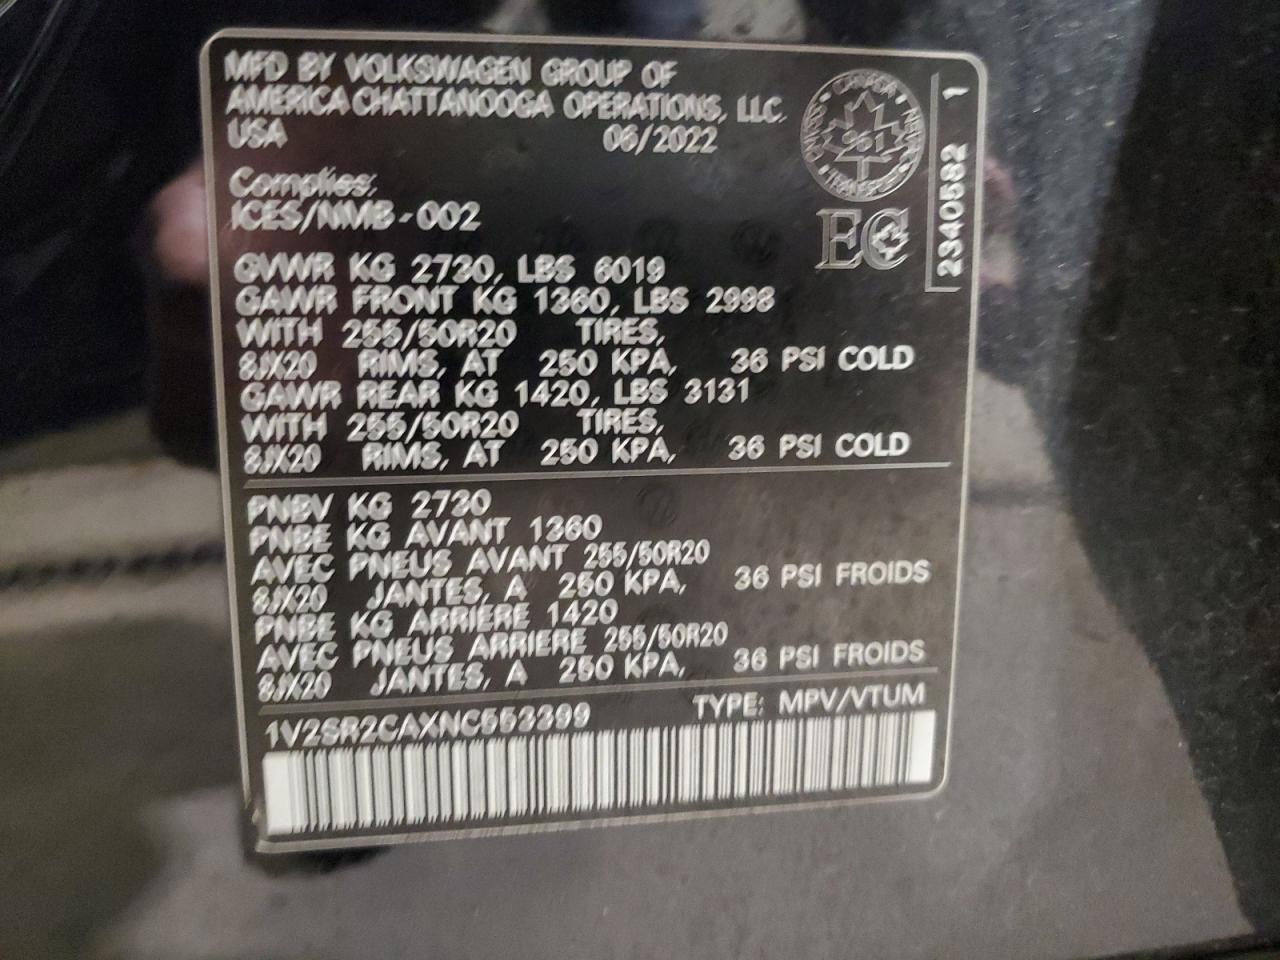 MFD BY VOLKSWAGEN GROUP OF
AMERICA CHATTANOOGA OPERATIONS, LLC.
USA 06/2022
Complies:
ICES/NMB-002
GVWR KG 2730, LBS 6019
GAWR FRONT KG 1360, LBS 2998
WITH 255/50R20 TIRES,
8JX20 RIMS, AT 250 KPA, 36 PSI COLD
GAWR REAR KG 1420, LBS 3131
WITH 255/50R20 TIRES,
8JX20 RIMS, AT 250 KPA, 36 PSI COLD
CANADA
961
TRANSPORT
EC
2340582 1
PNBV KG 2730
PNBE KG AVANT 1360
AVEC PNEUS AVANT 255/50R20
8JX20 JANTES, A 250 KPA, 36 PSI FROIDS
PNBE KG ARRIERE 1420
AVEC PNEUS ARRIERE 255/50R20
8JX20 JANTES, A 250 KPA, 36 PSI FROIDS
1V2SR2CAXNC553399 TYPE: MPV/VTUM